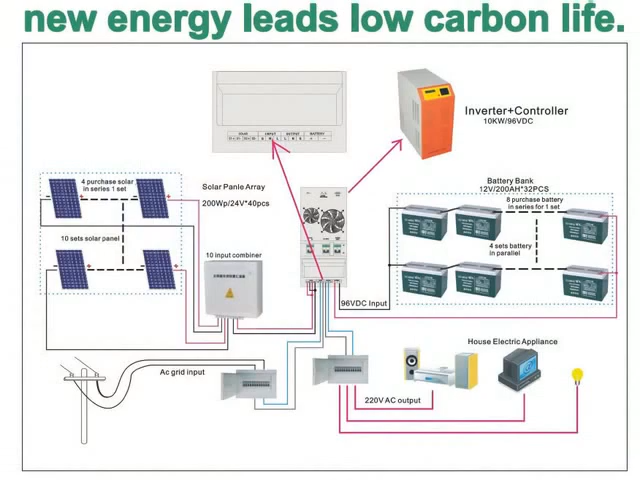 new energy leads low carbon life.
SOLAR INPUT OUTPUT BATTERY
Inverter+Controller
10KW/96VDC
4 purchase solar
in series 1 set
Solar Panle Array
200Wp/24V*40pcs
Battery Bank
12V/200AH*32PCS
8 purchase battery
in series for 1 set
10 sets solar panel
4 sets battery
in parallel
10 input combiner
96VDC Input
Ac grid input
House Electric Appliance
220V AC output